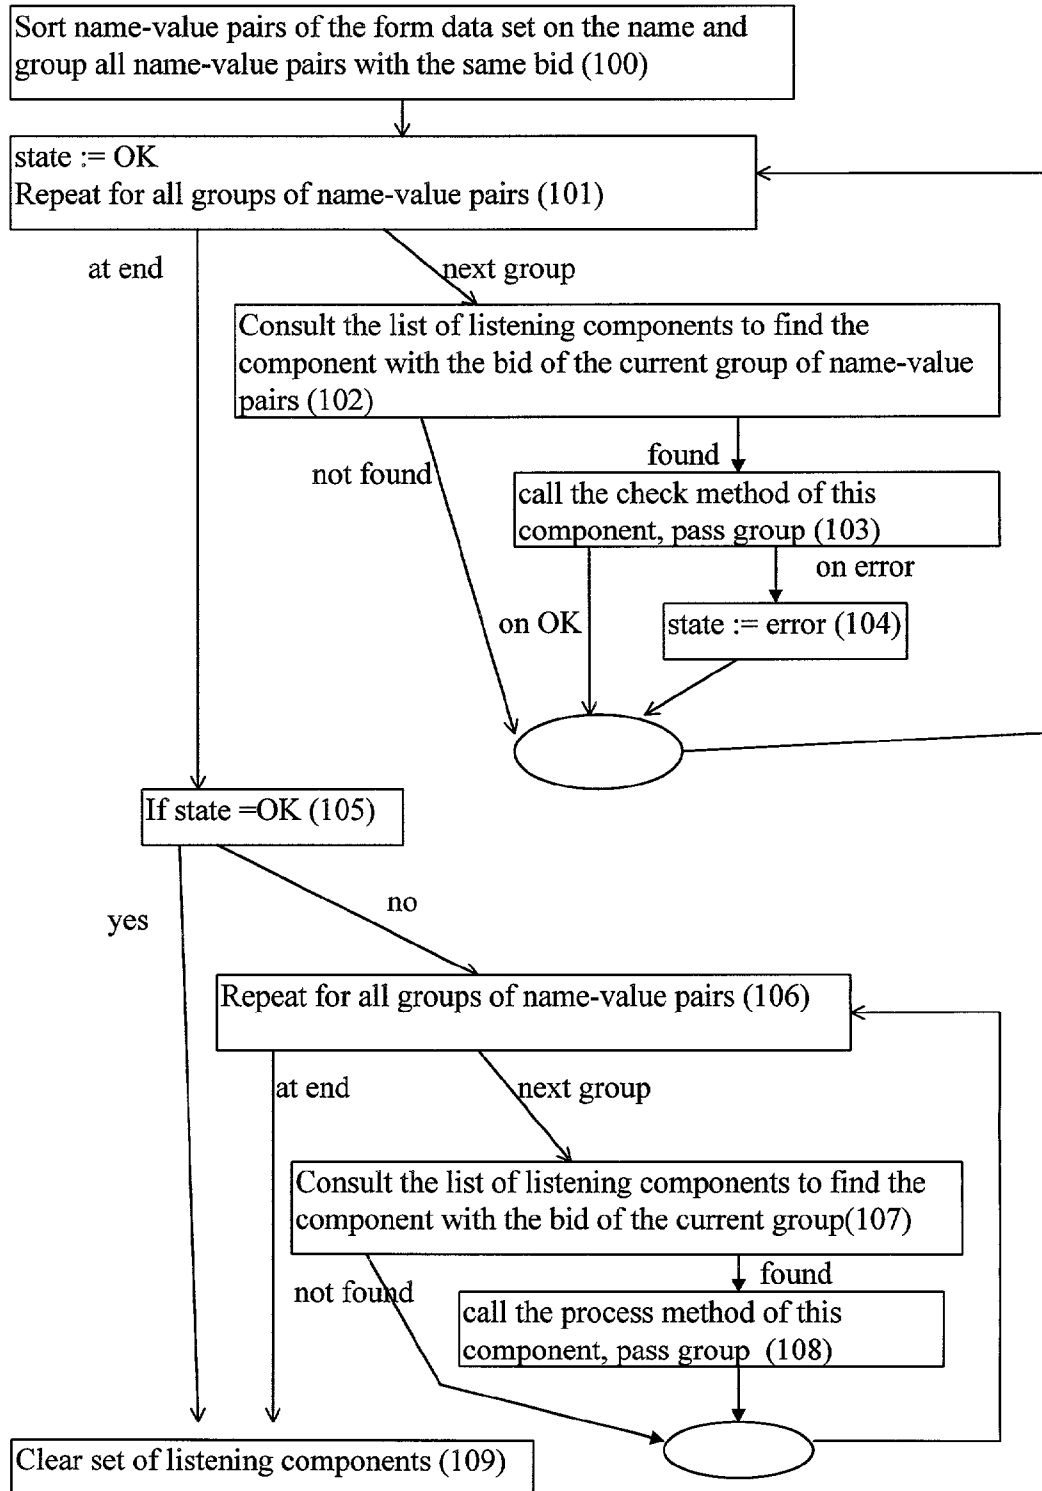 Sort name-value pairs of the form data set on the name and
group all name-value pairs with the same bid (100)
state := OK
Repeat for all groups of name-value pairs (101)
at end
next group
Consult the list of listening components to find the
component with the bid of the current group of name-value
pairs (102)
not found
found
call the check method of this
component, pass group (103)
on error
on OK
state := error (104)
If state =OK (105)
yes
no
Repeat for all groups of name-value pairs (106)
at end
next group
Consult the list of listening components to find the
component with the bid of the current group(107)
not found
found
call the process method of this
component, pass group  (108)
Clear set of listening components (109)